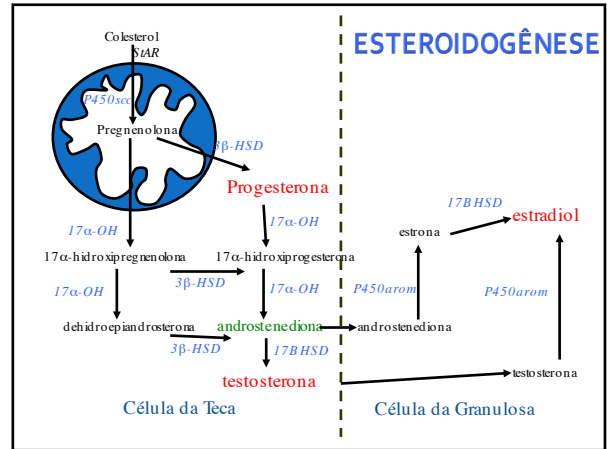 ESTEROIDOGÊNESE
Colesterol
StAR
P450scc
Pregnenolona
3β-HSD
Progesterona
17α-OH
17α-OH
17α-hidroxipregnenolona
17α-hidroxiprogesterona
3β-HSD
17α-OH
17α-OH
dehidroepiandrosterona
androstenediona
3β-HSD
17BHSD
testosterona
Célula da Teca
17BHSD
estradiol
estrona
P450arom
P450arom
androstenediona
testosterona
Célula da Granulosa